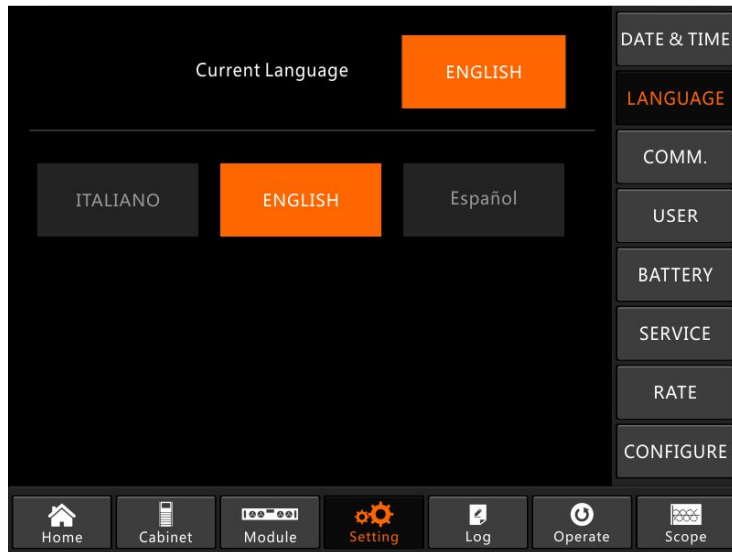 Current Language
ENGLISH
ITALIANO
ENGLISH
Español
DATE & TIME
LANGUAGE
COMM.
USER
BATTERY
SERVICE
RATE
CONFIGURE
Home
Cabinet
Module
Setting
Log
Operate
Scope